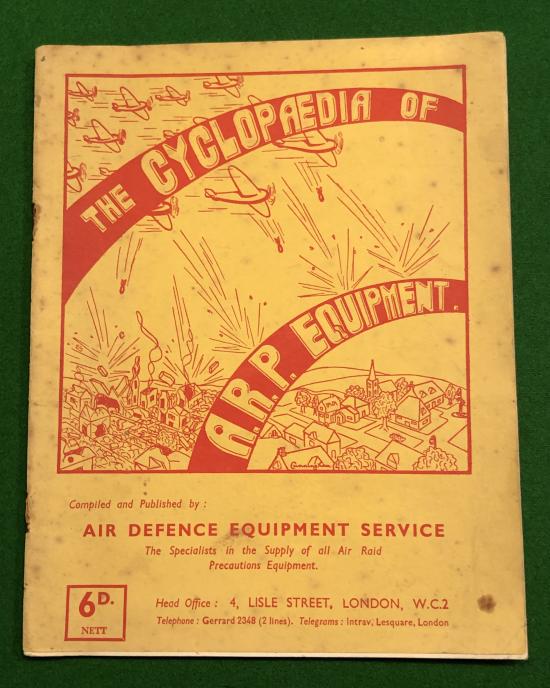 THE CYCLOPAEDIA OF
A.R.P. EQUIPMENT.
Compiled and Published by :
AIR DEFENCE EQUIPMENT SERVICE
The Specialists in the Supply of all Air Raid
Precautions Equipment.
6D.
NETT
Head Office : 4, LISLE STREET, LONDON, W.C.2
Telephone : Gerrard 2348 (2 lines). Telegrams : Intrav, Lesquare, London